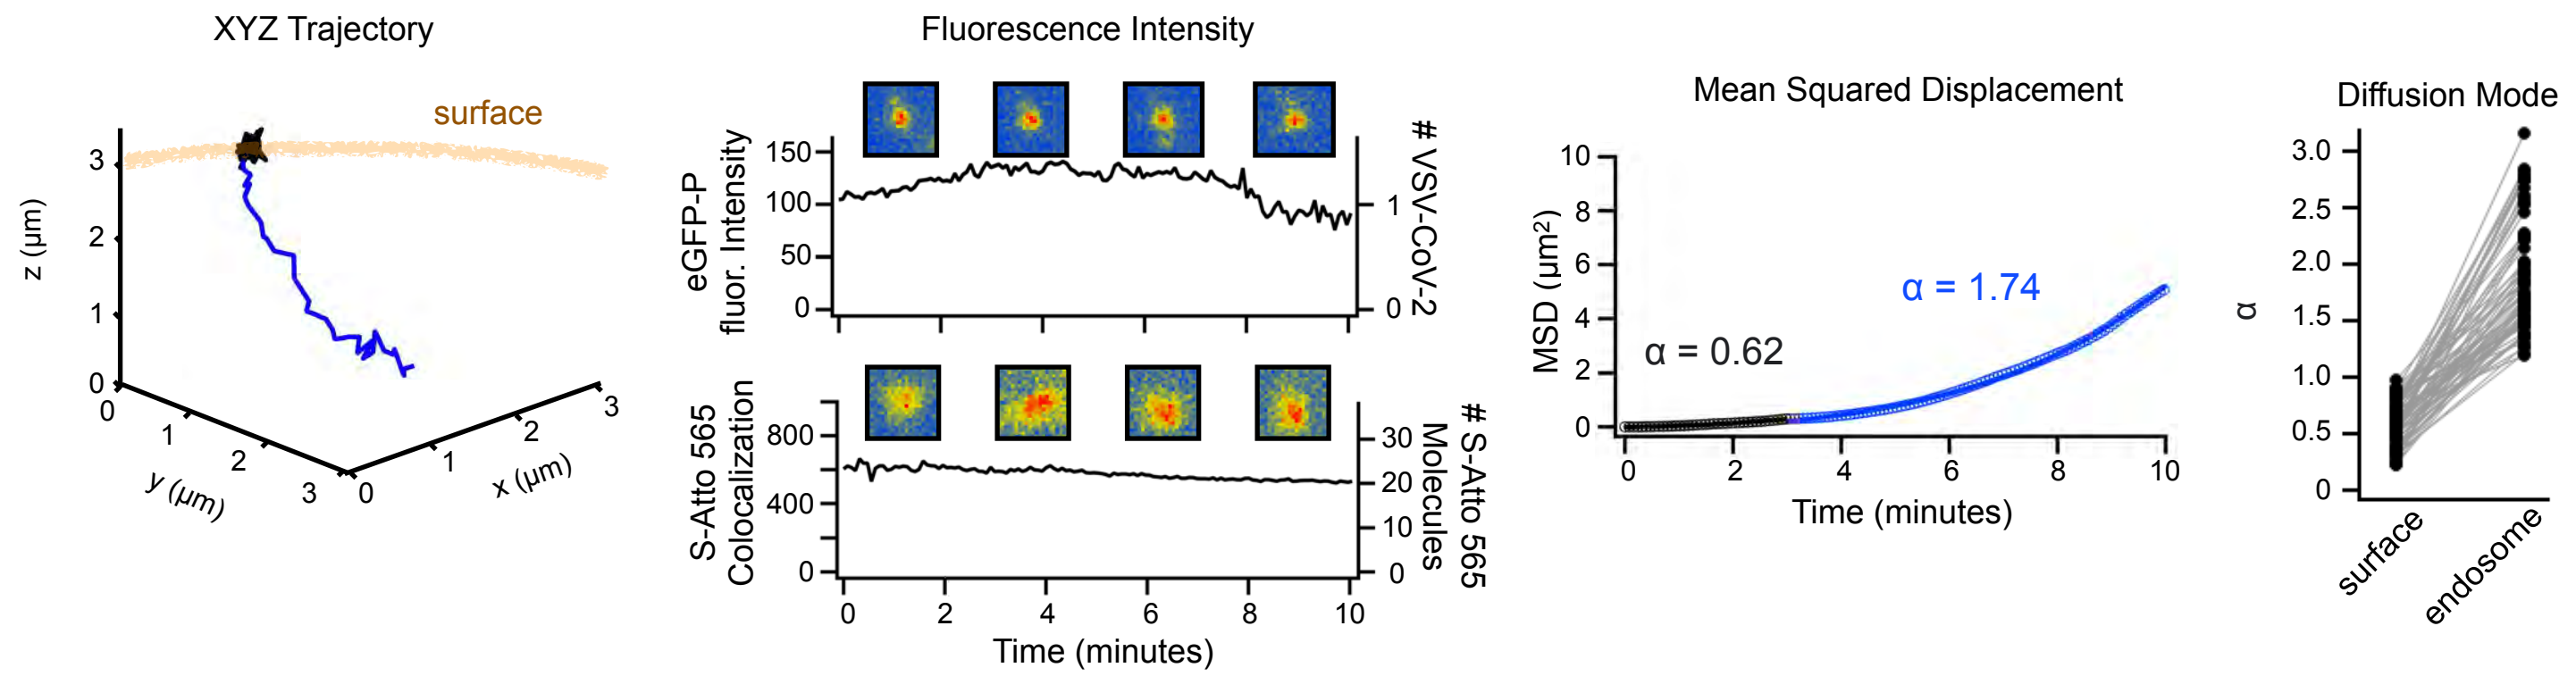 XYZ Trajectory
surface
z (μm)
3
2
1
0
0
1
2
3
y (μm)
0
1
2
3
x (μm)
Fluorescence Intensity
eGFP-P
fluor. Intensity
150
100
50
0
1
0
# VSV-CoV-2
S-Atto 565
Colocalization
800
400
0
30
20
10
0
# S-Atto 565
Molecules
0
2
4
6
8
10
Time (minutes)
Mean Squared Displacement
MSD (μm²)
10
8
6
4
2
0
α = 0.62
α = 1.74
0
2
4
6
8
10
Time (minutes)
Diffusion Mode
α
3.0
2.5
2.0
1.5
1.0
0.5
0
surface
endosome